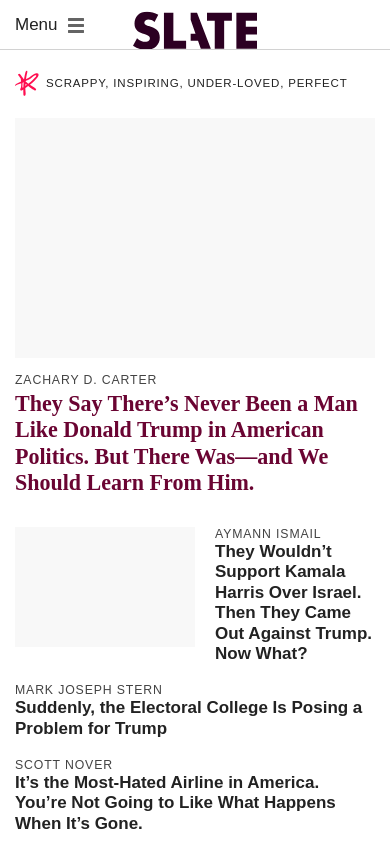 Menu
SLATE
SCRAPPY, INSPIRING, UNDER-LOVED, PERFECT
ZACHARY D. CARTER
They Say There’s Never Been a Man
Like Donald Trump in American
Politics. But There Was—and We
Should Learn From Him.
AYMANN ISMAIL
They Wouldn’t
Support Kamala
Harris Over Israel.
Then They Came
Out Against Trump.
Now What?
MARK JOSEPH STERN
Suddenly, the Electoral College Is Posing a
Problem for Trump
SCOTT NOVER
It’s the Most-Hated Airline in America.
You’re Not Going to Like What Happens
When It’s Gone.